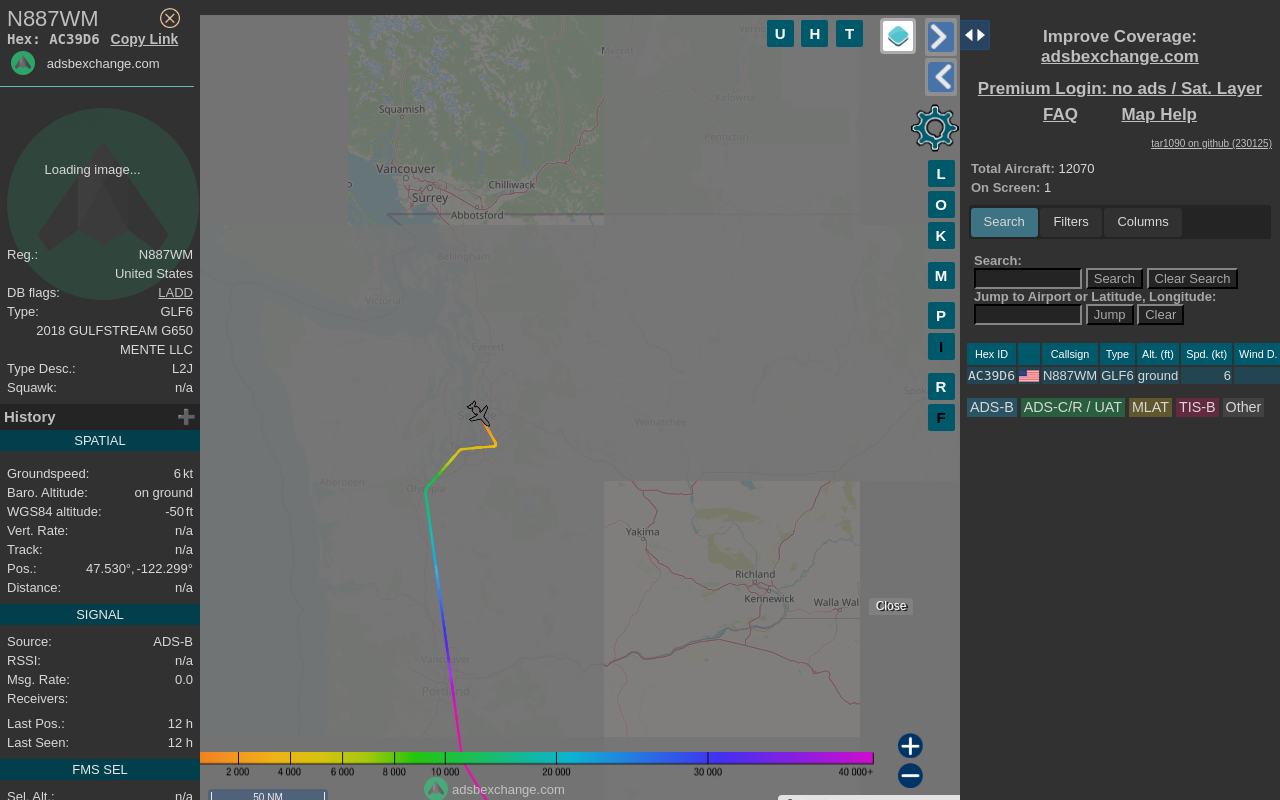 N887WM
Hex: AC39D6 Copy Link
adsbexchange.com
Loading image...
Reg.: N887WM
United States
DB flags: LADD
Type: GLF6
2018 GULFSTREAM G650
MENTE LLC
Type Desc.: L2J
Squawk: n/a
History
SPATIAL
Groundspeed: 6 kt
Baro. Altitude: on ground
WGS84 altitude: -50 ft
Vert. Rate: n/a
Track: n/a
Pos.: 47.530°, -122.299°
Distance: n/a
SIGNAL
Source: ADS-B
RSSI: n/a
Msg. Rate: 0.0
Receivers:
Last Pos.: 12 h
Last Seen: 12 h
FMS SEL
Sel. Alt.: n/a
U H T
Merritt
Kelowna
Squamish
Penticton
Vancouver
Surrey
Chilliwack
Abbotsford
Bellingham
Victoria
Everett
Wenatchee
Aberdeen
Olympia
Yakima
Richland
Kennewick
Walla Wal
Vancouver
Portland
Close
L
O
K
M
P
I
R
F
2 000 4 000 6 000 8 000 10 000 20 000 30 000 40 000+
adsbexchange.com
50 NM
Improve Coverage:
adsbexchange.com
Premium Login: no ads / Sat. Layer
FAQ Map Help
tar1090 on github (230125)
Total Aircraft: 12070
On Screen: 1
Search Filters Columns
Search:
Search Clear Search
Jump to Airport or Latitude, Longitude:
Jump Clear
Hex ID Callsign Type Alt. (ft) Spd. (kt) Wind D.
AC39D6 N887WM GLF6 ground 6
ADS-B ADS-C/R / UAT MLAT TIS-B Other